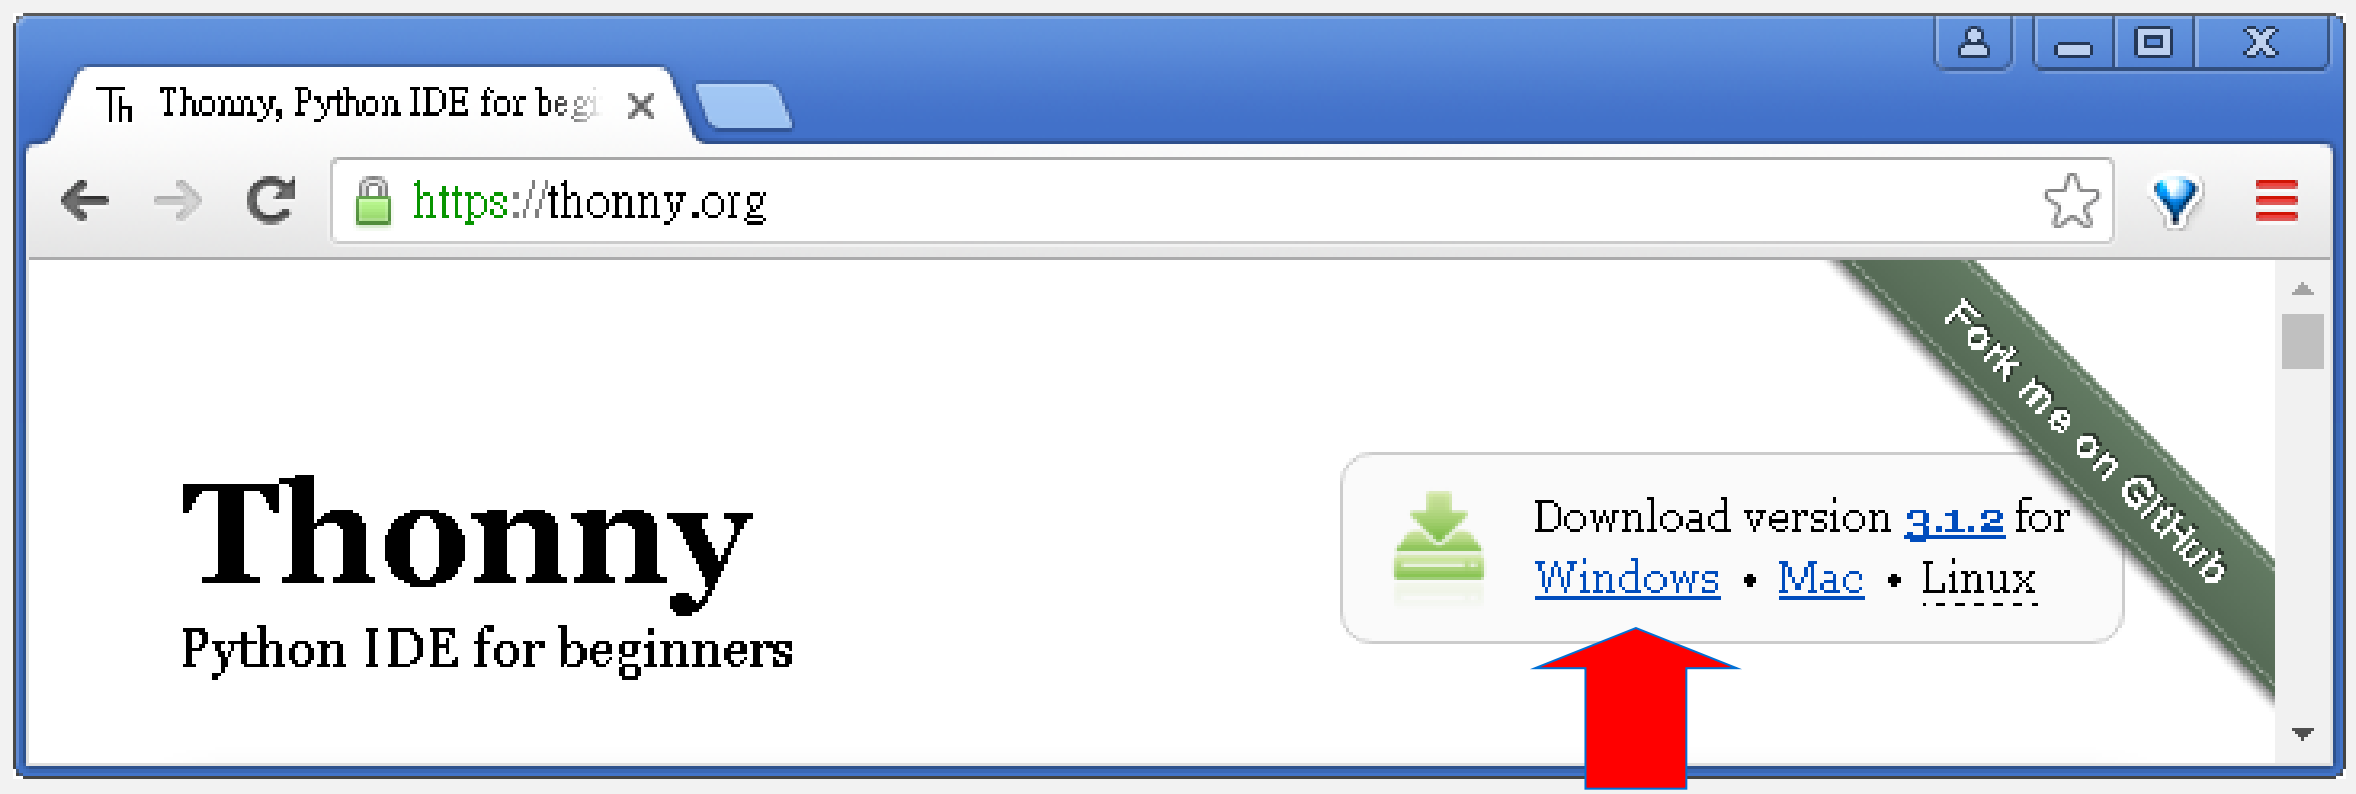 Th Thonny, Python IDE for begi
https://thonny.org
Fork me on GitHub
Thonny
Python IDE for beginners
Download version 3.1.2 for
Windows • Mac • Linux